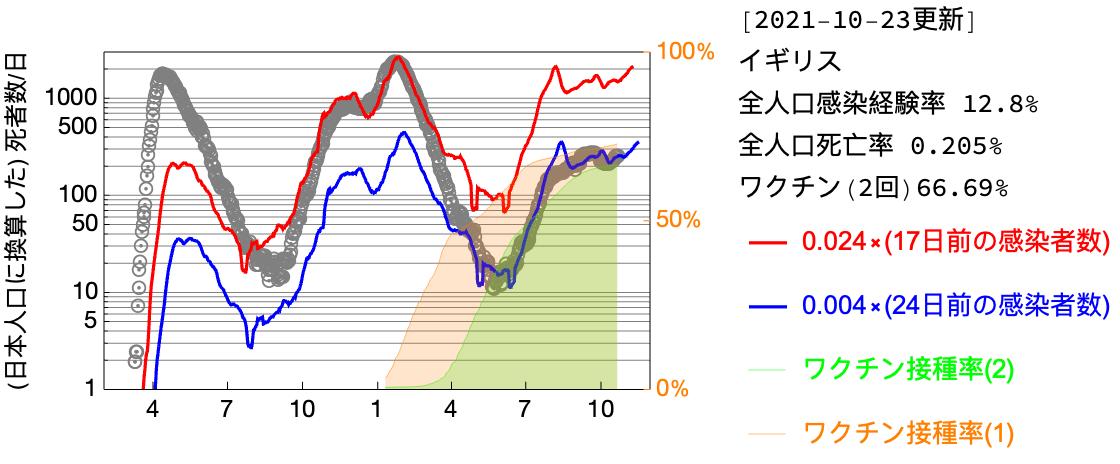 [2021-10-23更新]
イギリス
全人口感染経験率 12.8%
全人口死亡率 0.205%
ワクチン(2回)66.69%
0.024×(17日前の感染者数)
0.004×(24日前の感染者数)
ワクチン接種率(2)
ワクチン接種率(1)
(日本人口に換算した) 死者数/日
1000
500
100
50
10
5
1
100%
50%
0%
4 7 10 1 4 7 10